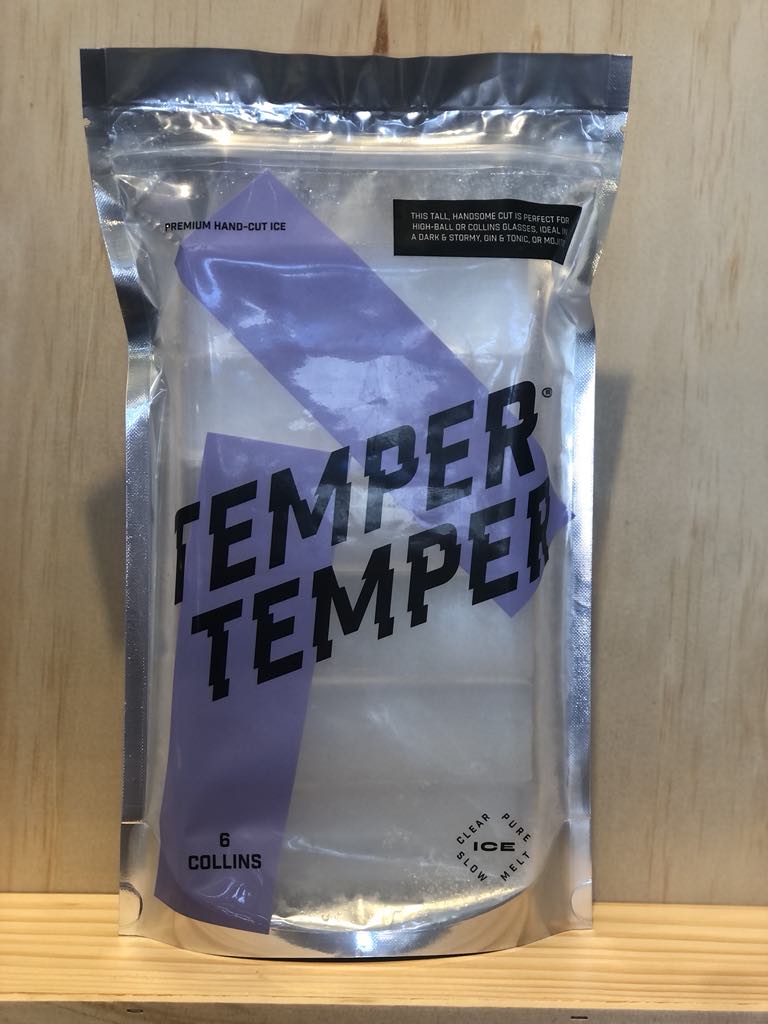 PREMIUM HAND-CUT ICE
THIS TALL, HANDSOME CUT IS PERFECT FOR
HIGH-BALL OR COLLINS GLASSES, IDEAL IN
A DARK & STORMY, GIN & TONIC, OR MOJITO
TEMPER®
TEMPER
6
COLLINS
CLEAR PURE
ICE
SLOW MELT